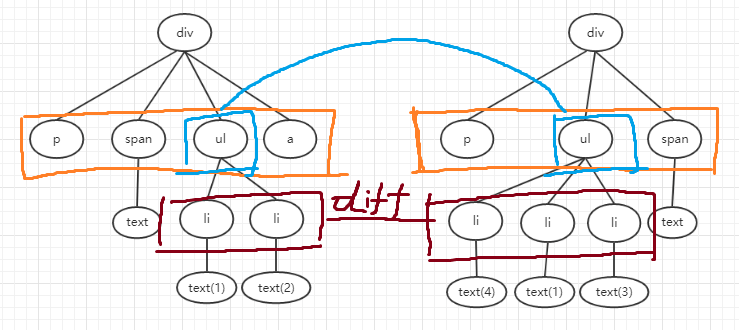 div div
p span ul a p ul span
text li li diff li li li text
text(1) text(2) text(4) text(1) text(3)